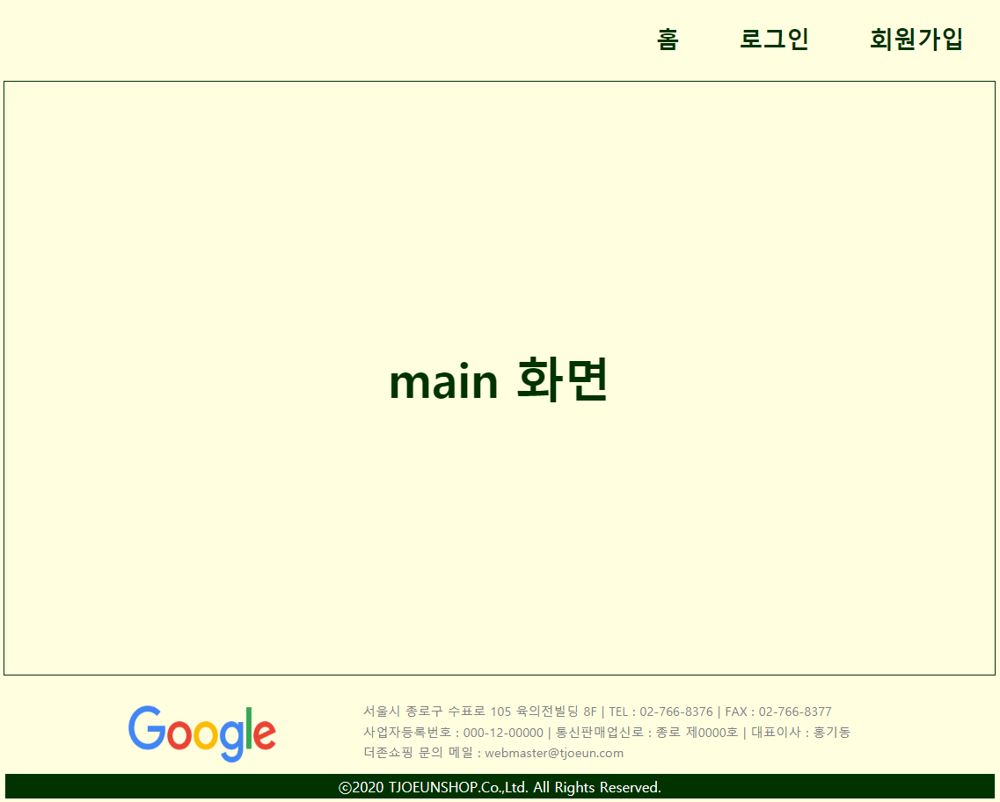 홈 로그인 회원가입
main 화면
Google
서울시 종로구 수표로 105 육의전빌딩 8F | TEL : 02-766-8376 | FAX : 02-766-8377
사업자등록번호 : 000-12-00000 | 통신판매업신로 : 종로 제0000호 | 대표이사 : 홍기동
더존쇼핑 문의 메일 : webmaster@tjoeun.com
ⓒ2020 TJOEUNSHOP.Co.,Ltd. All Rights Reserved.